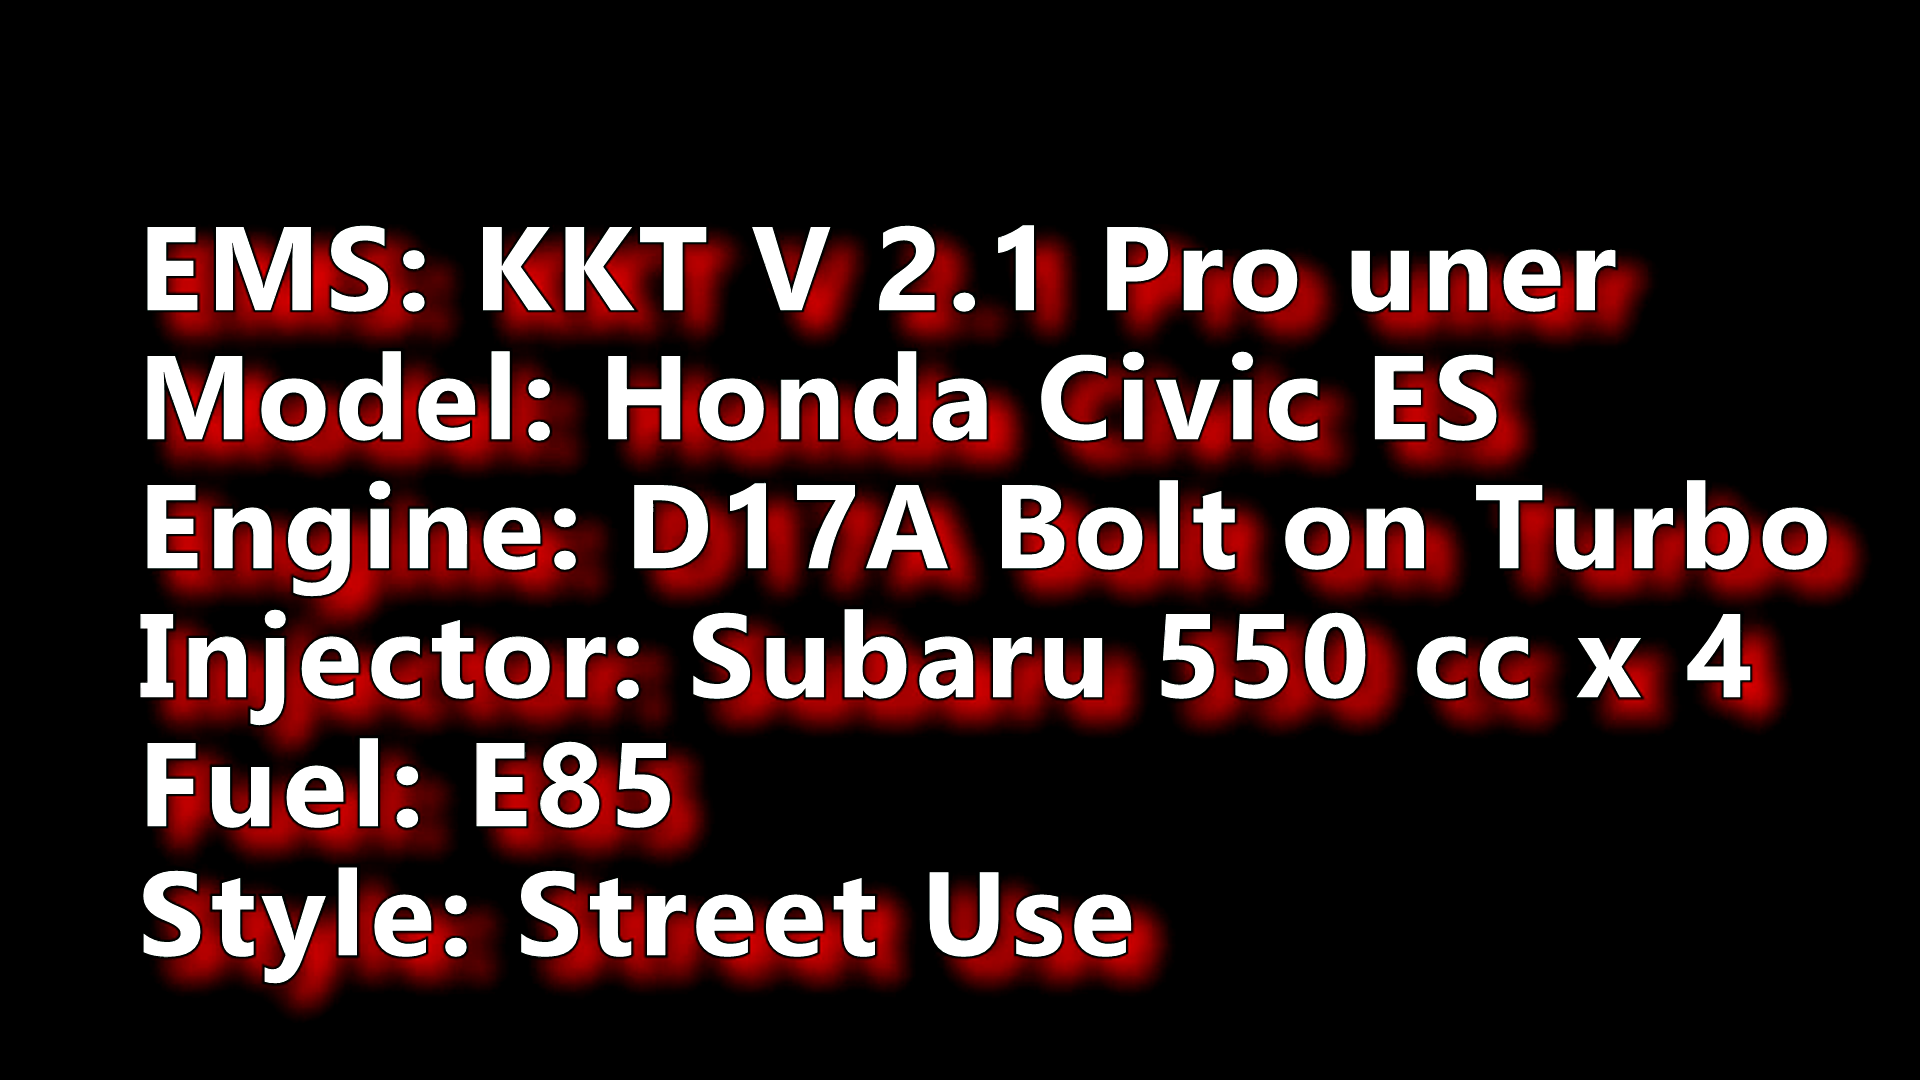 EMS: KKT V 2.1 Pro uner
Model: Honda Civic ES
Engine: D17A Bolt on Turbo
Injector: Subaru 550 cc x 4
Fuel: E85
Style: Street Use